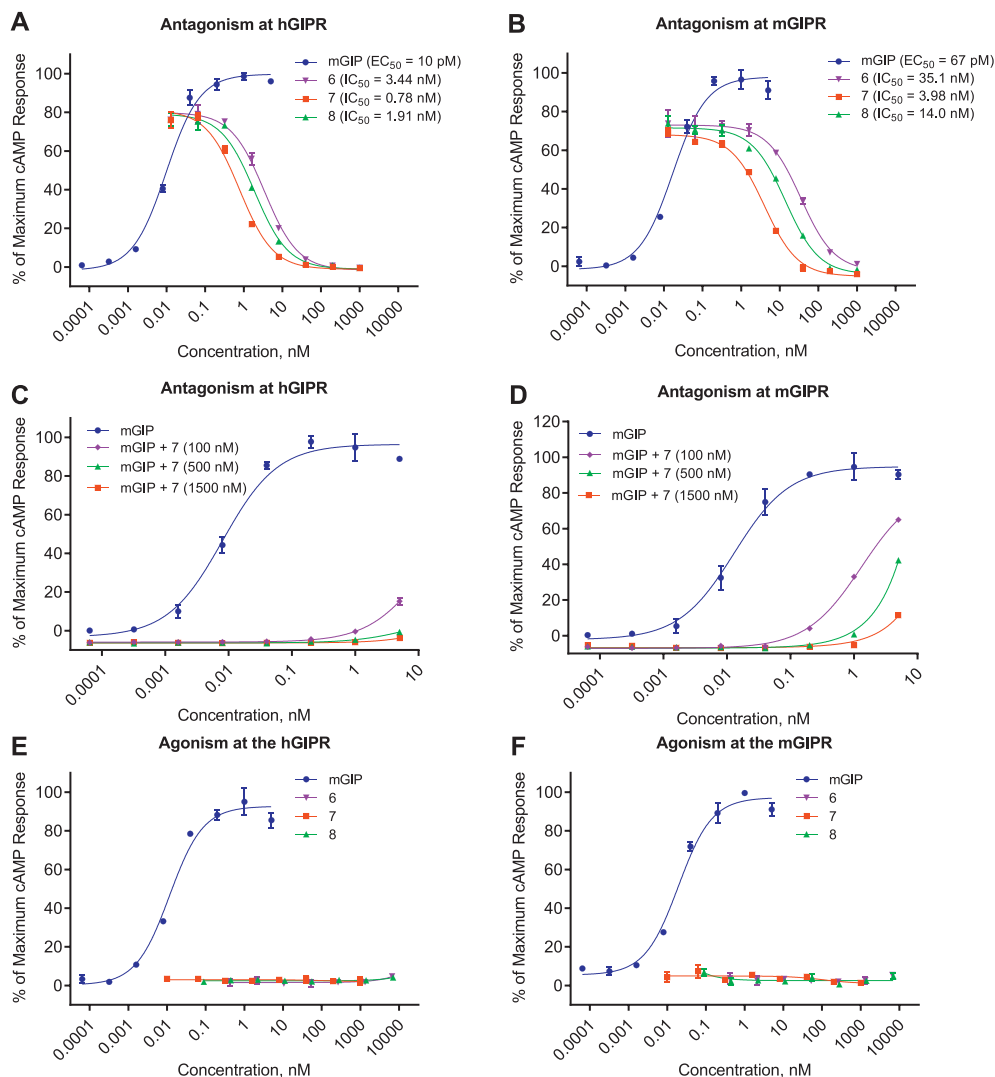 A
Antagonism at hGIPR
% of Maximum cAMP Response
120
100
80
60
40
20
0
mGIP (EC50 = 10 pM)
6 (IC50 = 3.44 nM)
7 (IC50 = 0.78 nM)
8 (IC50 = 1.91 nM)
0.0001
0.001
0.01
0.1
1
10
100
1000
10000
Concentration, nM
B
Antagonism at mGIPR
% of Maximum cAMP Response
120
100
80
60
40
20
0
mGIP (EC50 = 67 pM)
6 (IC50 = 35.1 nM)
7 (IC50 = 3.98 nM)
8 (IC50 = 14.0 nM)
0.0001
0.001
0.01
0.1
1
10
100
1000
10000
Concentration, nM
C
Antagonism at hGIPR
% of Maximum cAMP Response
100
80
60
40
20
0
mGIP
mGIP + 7 (100 nM)
mGIP + 7 (500 nM)
mGIP + 7 (1500 nM)
0.0001
0.001
0.01
0.1
1
10
Concentration, nM
D
Antagonism at mGIPR
% of Maximum cAMP Response
120
100
80
60
40
20
0
mGIP
mGIP + 7 (100 nM)
mGIP + 7 (500 nM)
mGIP + 7 (1500 nM)
0.0001
0.001
0.01
0.1
1
10
Concentration, nM
E
Agonism at the hGIPR
% of Maximum cAMP Response
100
80
60
40
20
0
mGIP
6
7
8
0.0001
0.001
0.01
0.1
1
10
100
1000
10000
Concentration, nM
F
Agonism at the mGIPR
% of Maximum cAMP Response
100
80
60
40
20
0
mGIP
6
7
8
0.0001
0.001
0.01
0.1
1
10
100
1000
10000
Concentration, nM